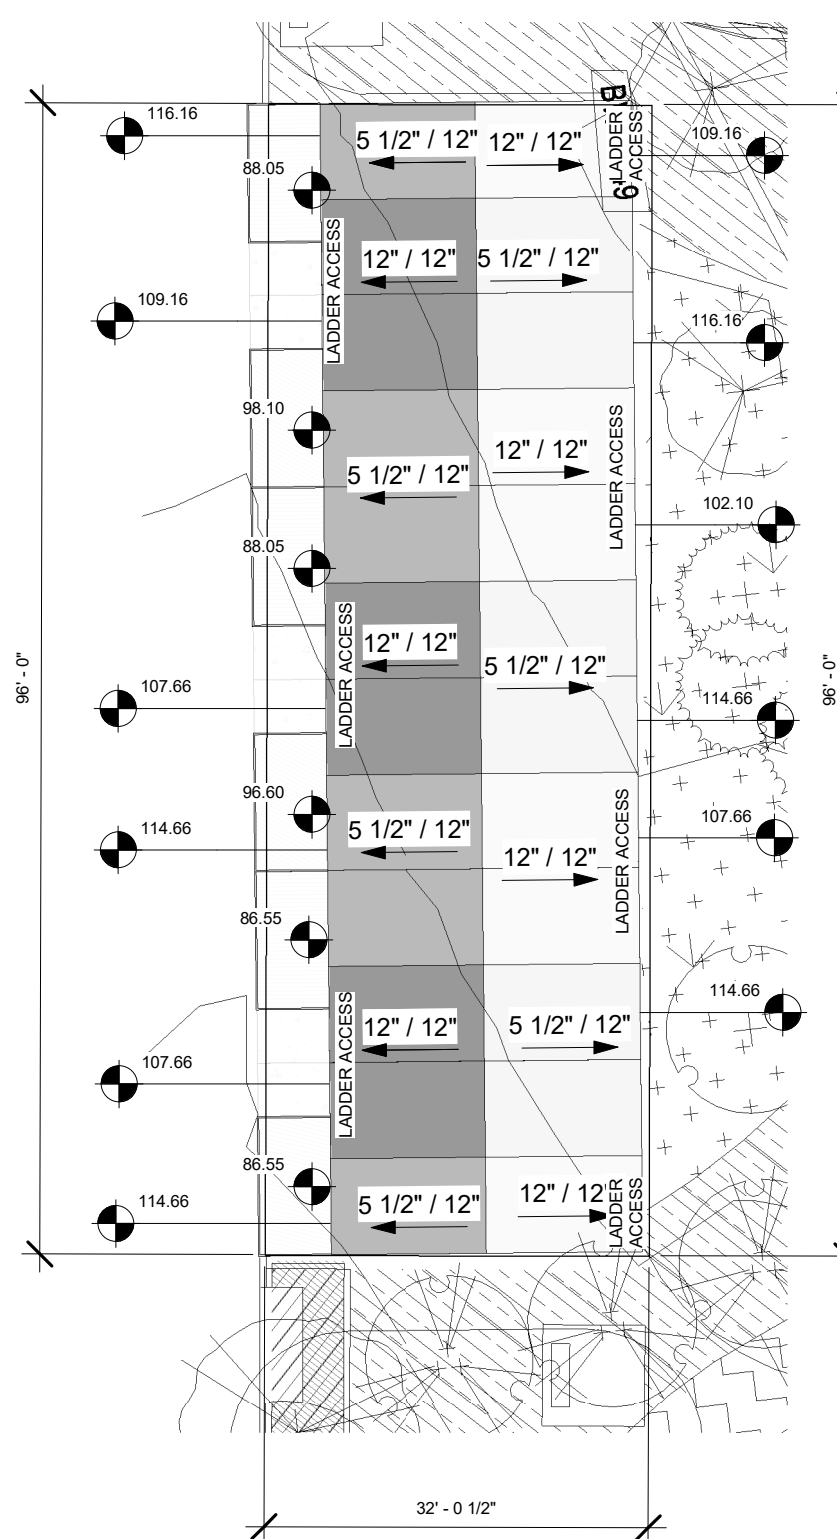 116.16
5 1/2" / 12"
12" / 12"
LADDER
ACCESS
109.16
88.05
12" / 12"
5 1/2" / 12"
LADDER ACCESS
109.16
116.16
98.10
12" / 12"
LADDER ACCESS
5 1/2" / 12"
102.10
88.05
12" / 12"
LADDER ACCESS
5 1/2" / 12"
96' - 0"
96' - 0"
107.66
114.66
96.60
114.66
5 1/2" / 12"
12" / 12"
LADDER ACCESS
107.66
86.55
114.66
12" / 12"
LADDER ACCESS
5 1/2" / 12"
107.66
86.55
5 1/2" / 12"
12" / 12"
LADDER
ACCESS
114.66
32' - 0 1/2"